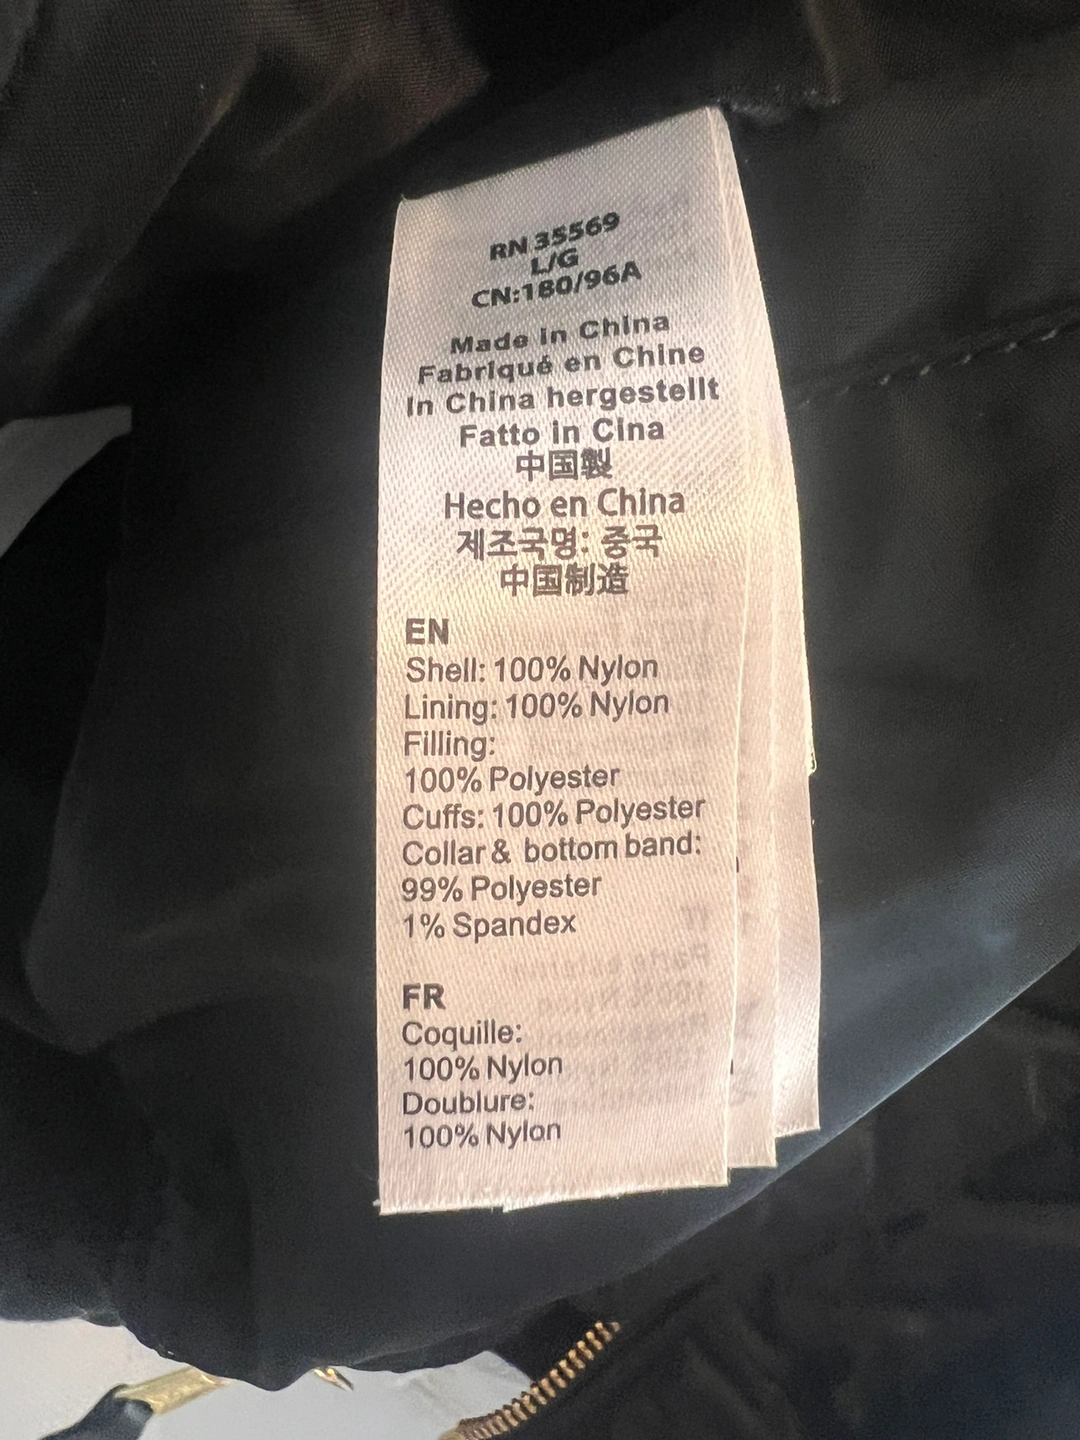 RN 35569
L/G
CN:180/96A
Made in China
Fabriqué en Chine
In China hergestellt
Fatto in Cina
中国製
Hecho en China
제조국명: 중국
中国制造
EN
Shell: 100% Nylon
Lining: 100% Nylon
Filling:
100% Polyester
Cuffs: 100% Polyester
Collar & bottom band:
99% Polyester
1% Spandex
FR
Coquille:
100% Nylon
Doublure:
100% Nylon